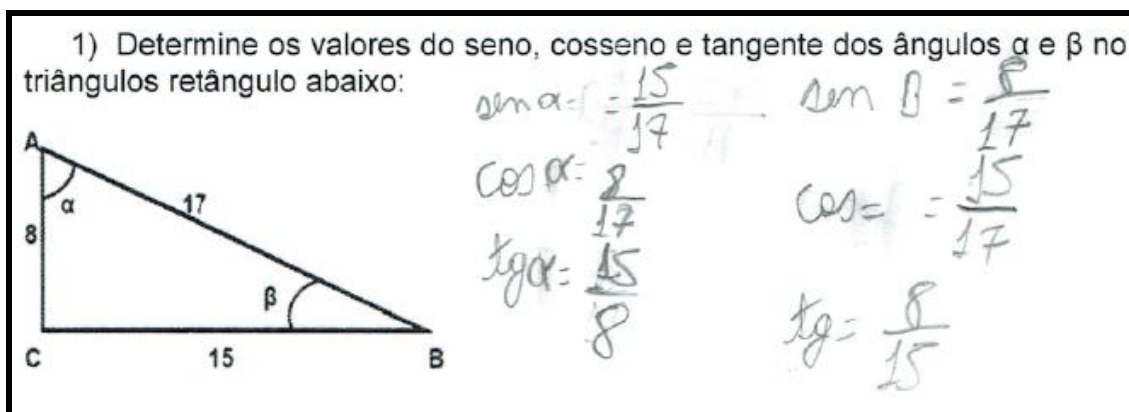 1) Determine os valores do seno, cosseno e tangente dos ângulos α e β no
triângulos retângulo abaixo:
A
α
17
8
β
C
15
B
sen α = = 15/17
cos α = 8/17
tg α = 15/8
sen β = 8/17
cos = = 15/17
tg = 8/15